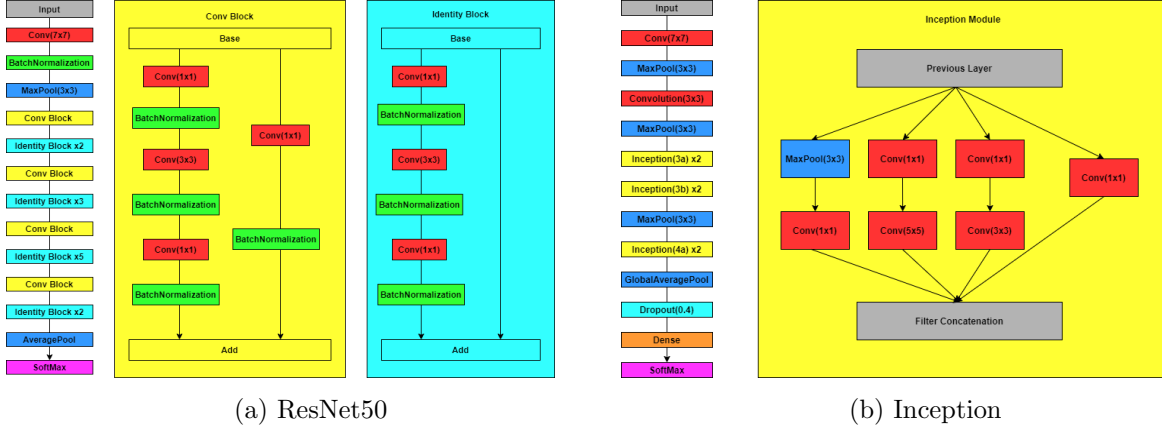 Input
Conv(7x7)
BatchNormalization
MaxPool(3x3)
Conv Block
Identity Block x2
Conv Block
Identity Block x3
Conv Block
Identity Block x5
Conv Block
Identity Block x2
AveragePool
SoftMax
Conv Block
Base
Conv(1x1)
BatchNormalization
Conv(1x1)
Conv(3x3)
BatchNormalization
BatchNormalization
Conv(1x1)
BatchNormalization
Add
Identity Block
Base
Conv(1x1)
BatchNormalization
Conv(3x3)
BatchNormalization
Conv(1x1)
BatchNormalization
Add
(a) ResNet50
Input
Conv(7x7)
MaxPool(3x3)
Convolution(3x3)
MaxPool(3x3)
Inception(3a) x2
Inception(3b) x2
MaxPool(3x3)
Inception(4a) x2
GlobalAveragePool
Dropout(0.4)
Dense
SoftMax
Inception Module
Previous Layer
MaxPool(3x3)
Conv(1x1)
Conv(1x1)
Conv(1x1)
Conv(1x1)
Conv(5x5)
Conv(3x3)
Filter Concatenation
(b) Inception